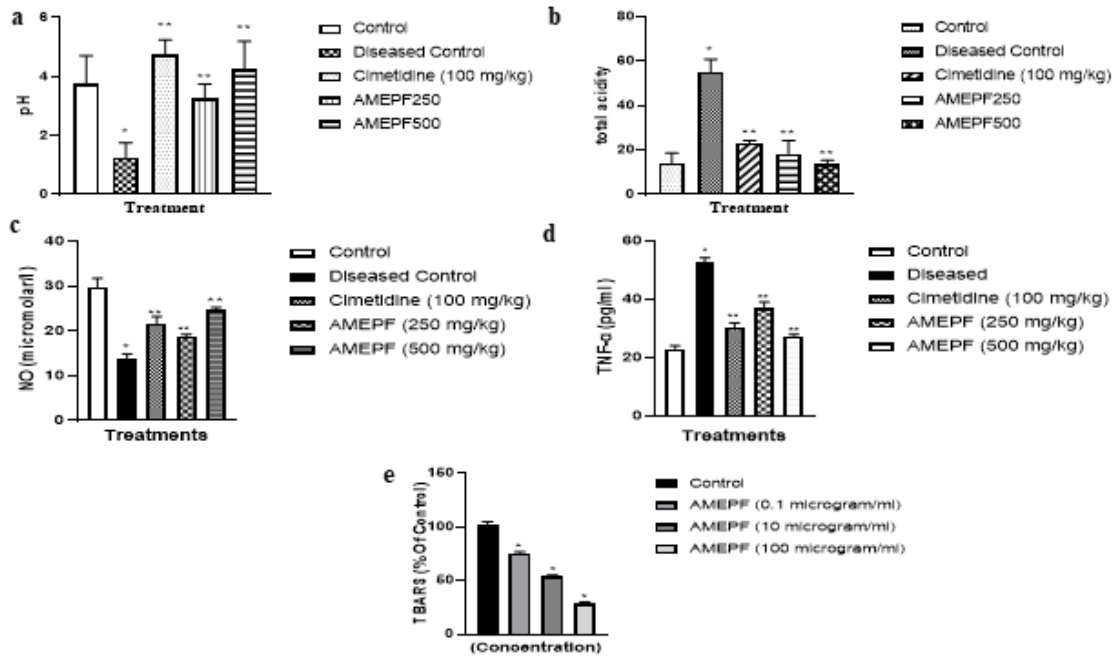 a
6
4
2
0
pH
Treatment
*
**
**
**
Control
Diseased Control
Cimetidine (100 mg/kg)
AMEPF250
AMEPF500
b
80
60
40
20
0
total acidity
Treatment
*
**
**
**
Control
Diseased Control
Cimetidine (100 mg/kg)
AMEPF250
AMEPF500
c
40
30
20
10
0
NO (micromolaril)
Treatments
*
**
**
**
Control
Diseased Control
Cimetidine (100 mg/kg)
AMEPF (250 mg/kg)
AMEPF (500 mg/kg)
d
60
40
20
0
TNF-α (pg/ml)
Treatments
*
**
**
**
Control
Diseased
Cimetidine (100 mg/kg)
AMEPF (250 mg/kg)
AMEPF (500 mg/kg)
e
160
100
50
0
TBARS (% Of Control)
(Concentration)
*
*
*
Control
AMEPF (0.1 microgram/ml)
AMEPF (10 microgram/ml)
AMEPF (100 microgram/ml)